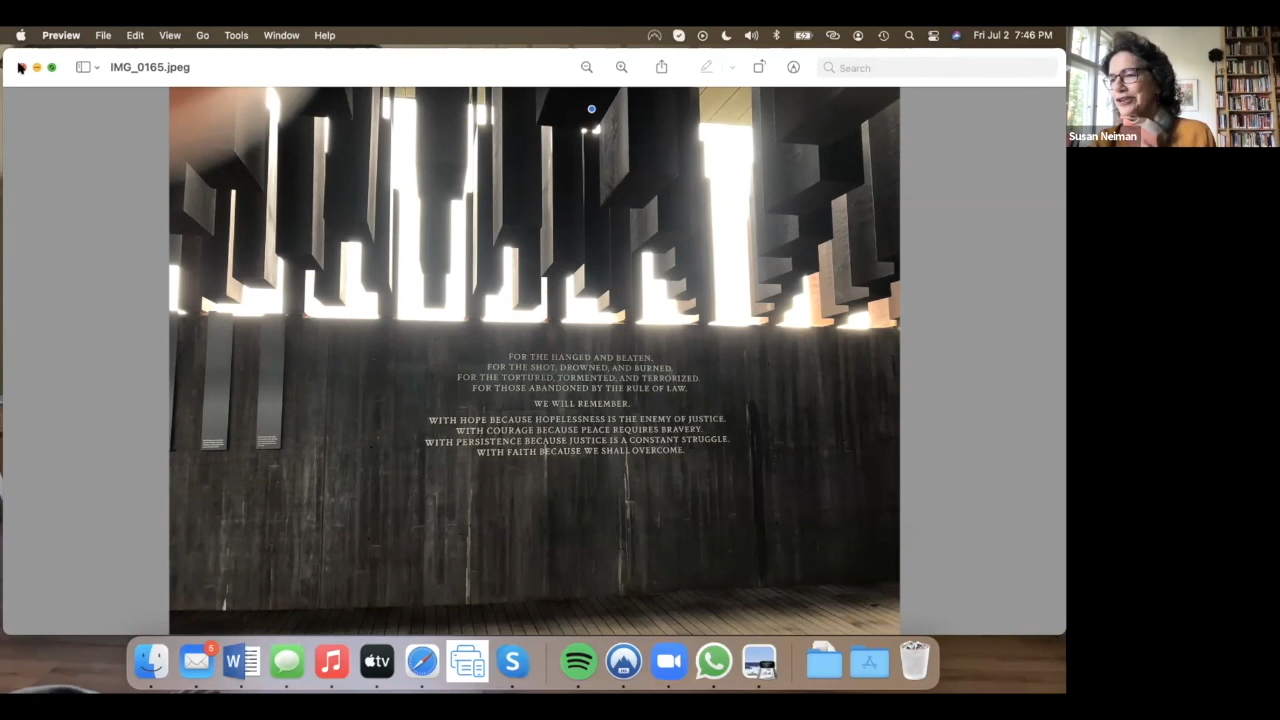 Preview File Edit View Go Tools Window Help
Fri Jul 2 7:46 PM
IMG_0165.jpeg
Search
Susan Neiman
FOR THE HANGED AND BEATEN.
FOR THE SHOT, DROWNED, AND BURNED.
FOR THE TORTURED, TORMENTED, AND TERRORIZED.
FOR THOSE ABANDONED BY THE RULE OF LAW.
WE WILL REMEMBER.
WITH HOPE BECAUSE HOPELESSNESS IS THE ENEMY OF JUSTICE.
WITH COURAGE BECAUSE PEACE REQUIRES BRAVERY.
WITH PERSISTENCE BECAUSE JUSTICE IS A CONSTANT STRUGGLE.
WITH FAITH BECAUSE WE SHALL OVERCOME.
5
W
tv
S